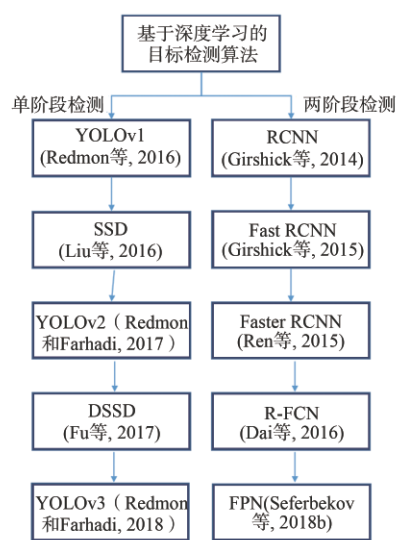 基于深度学习的
目标检测算法
单阶段检测
两阶段检测
YOLOv1
(Redmon等, 2016)
RCNN
(Girshick等, 2014
SSD
(Liu等, 2016)
Fast RCNN
(Girshick等, 2015)
YOLOv2（Redmon
和Farhadi, 2017）
Faster RCNN
(Ren等, 2015)
DSSD
(Fu等, 2017)
R-FCN
(Dai等, 2016)
YOLOv3（Redmon
和Farhadi, 2018）
FPN(Seferbekov
等, 2018b)